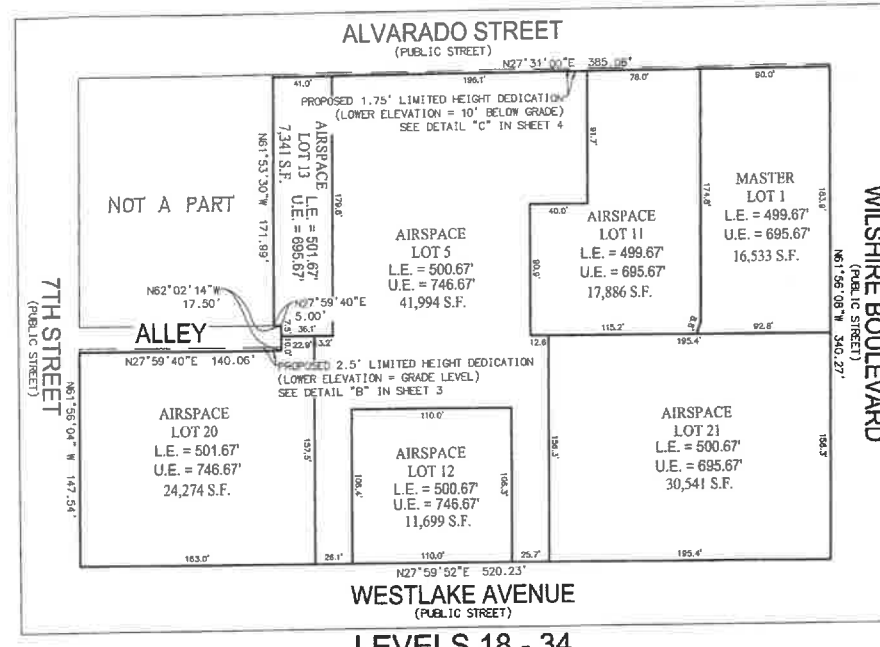 ALVARADO STREET
(PUBLIC STREET)
N27°31'00"E 385.06'
41.0'
196.1'
78.0'
90.0'
PROPOSED 1.75' LIMITED HEIGHT DEDICATION
(LOWER ELEVATION = 10' BELOW GRADE)
SEE DETAIL "C" IN SHEET 4
NOT A PART
N61°53'30"W 171.99'
AIRSPACE
LOT 13
7,341 S.F.
L.E. = 501.67'
U.E. = 695.67'
179.6'
91.7'
40.0'
90.9'
AIRSPACE
LOT 5
L.E. = 500.67'
U.E. = 746.67'
41,994 S.F.
AIRSPACE
LOT 11
L.E. = 499.67'
U.E. = 695.67'
17,886 S.F.
174.8'
MASTER
LOT 1
L.E. = 499.67'
U.E. = 695.67'
16,533 S.F.
183.9'
WILSHIRE BOULEVARD
(PUBLIC STREET)
N61°56'08"W 340.27'
7TH STREET
(PUBLIC STREET)
N61°56'04"W 147.54'
N62°02'14"W
17.50'
N27°59'40"E
5.00'
ALLEY
7.5'
36.1'
10.0'
22.9'
3.2'
12.6
115.2'
8.8'
92.8'
195.4'
N27°59'40"E 140.06'
PROPOSED 2.5' LIMITED HEIGHT DEDICATION
(LOWER ELEVATION = GRADE LEVEL)
SEE DETAIL "B" IN SHEET 3
AIRSPACE
LOT 20
L.E. = 501.67'
U.E. = 746.67'
24,274 S.F.
157.5'
110.0'
AIRSPACE
LOT 12
L.E. = 500.67'
U.E. = 746.67'
11,699 S.F.
106.4'
106.3'
156.3'
AIRSPACE
LOT 21
L.E. = 500.67'
U.E. = 695.67'
30,541 S.F.
156.3'
163.0'
26.1'
110.0'
25.7'
195.4'
N27°59'52"E 520.23'
WESTLAKE AVENUE
(PUBLIC STREET)
LEVELS 18 - 34